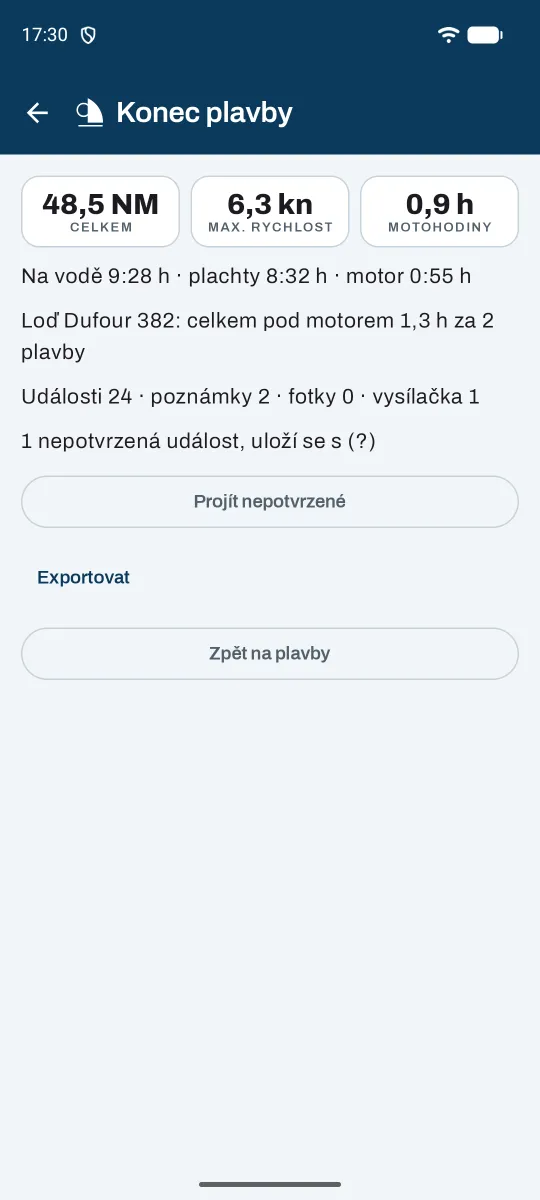 17:30
Konec plavby
48,5 NM
CELKEM
6,3 kn
MAX. RYCHLOST
0,9 h
MOTOHODINY
Na vodě 9:28 h · plachty 8:32 h · motor 0:55 h
Loď Dufour 382: celkem pod motorem 1,3 h za 2
plavby
Události 24 · poznámky 2 · fotky 0 · vysílačka 1
1 nepotvrzená událost, uloží se s (?)
Projít nepotvrzené
Exportovat
Zpět na plavby